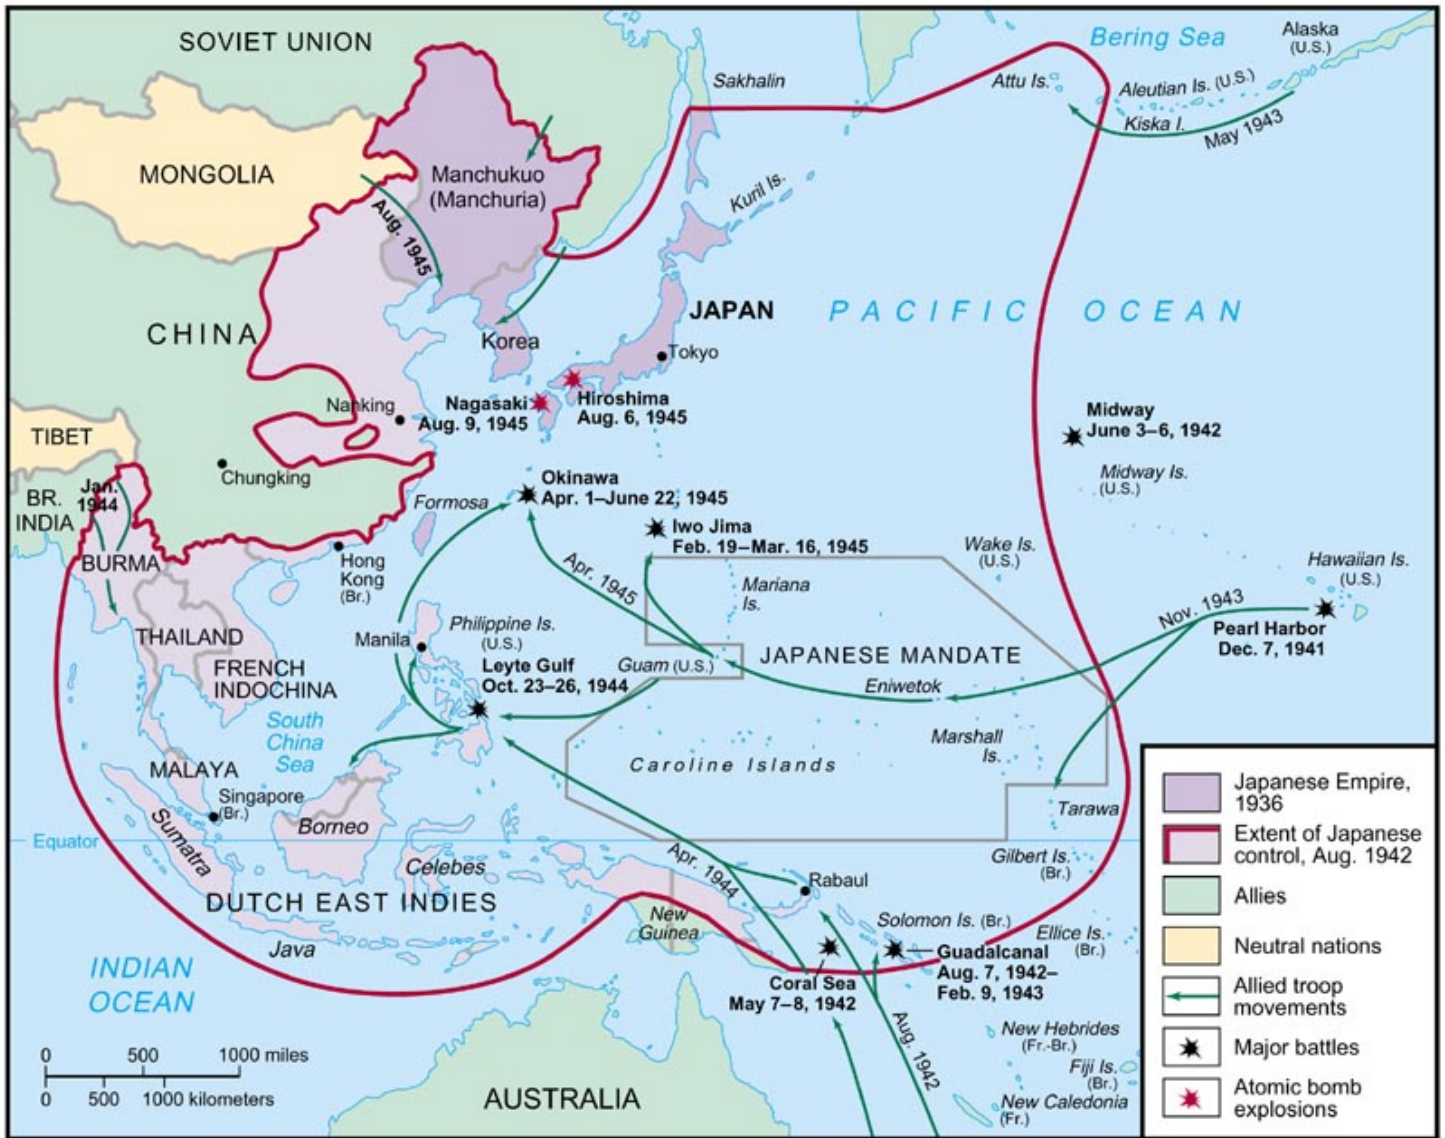 SOVIET UNION
Bering Sea
Alaska
(U.S.)
Sakhalin
Attu Is.
Aleutian Is. (U.S.)
Kiska I.
May 1943
MONGOLIA
Manchukuo
(Manchuria)
Kuril Is.
Aug. 1945
JAPAN
PACIFIC OCEAN
CHINA
Korea
Tokyo
Nanking
Nagasaki
Aug. 9, 1945
Hiroshima
Aug. 6, 1945
Midway
June 3–6, 1942
TIBET
Chungking
Midway Is.
(U.S.)
Jan.
1944
BR.
INDIA
Formosa
Okinawa
Apr. 1–June 22, 1945
Iwo Jima
Feb. 19–Mar. 16, 1945
BURMA
Hong
Kong
(Br.)
Apr. 1945
Mariana
Is.
Wake Is.
(U.S.)
Hawaiian Is.
(U.S.)
Nov. 1943
Pearl Harbor
Dec. 7, 1941
THAILAND
Manila
Philippine Is.
(U.S.)
FRENCH
INDOCHINA
Leyte Gulf
Oct. 23–26, 1944
Guam (U.S.)
JAPANESE MANDATE
Eniwetok
South
China
Sea
Marshall
Is.
Caroline Islands
MALAYA
Singapore
(Br.)
Tarawa
Sumatra
Borneo
Equator
Celebes
Apr. 1944
Rabaul
Gilbert Is.
(Br.)
DUTCH EAST INDIES
New
Guinea
Solomon Is. (Br.)
Ellice Is.
(Br.)
Java
Guadalcanal
Aug. 7, 1942–
Feb. 9, 1943
Coral Sea
May 7–8, 1942
INDIAN
OCEAN
Aug. 1942
New Hebrides
(Fr.-Br.)
Fiji Is.
(Br.)
New Caledonia
(Fr.)
AUSTRALIA
0 500 1000 miles
0 500 1000 kilometers
Japanese Empire,
1936
Extent of Japanese
control, Aug. 1942
Allies
Neutral nations
Allied troop
movements
Major battles
Atomic bomb
explosions